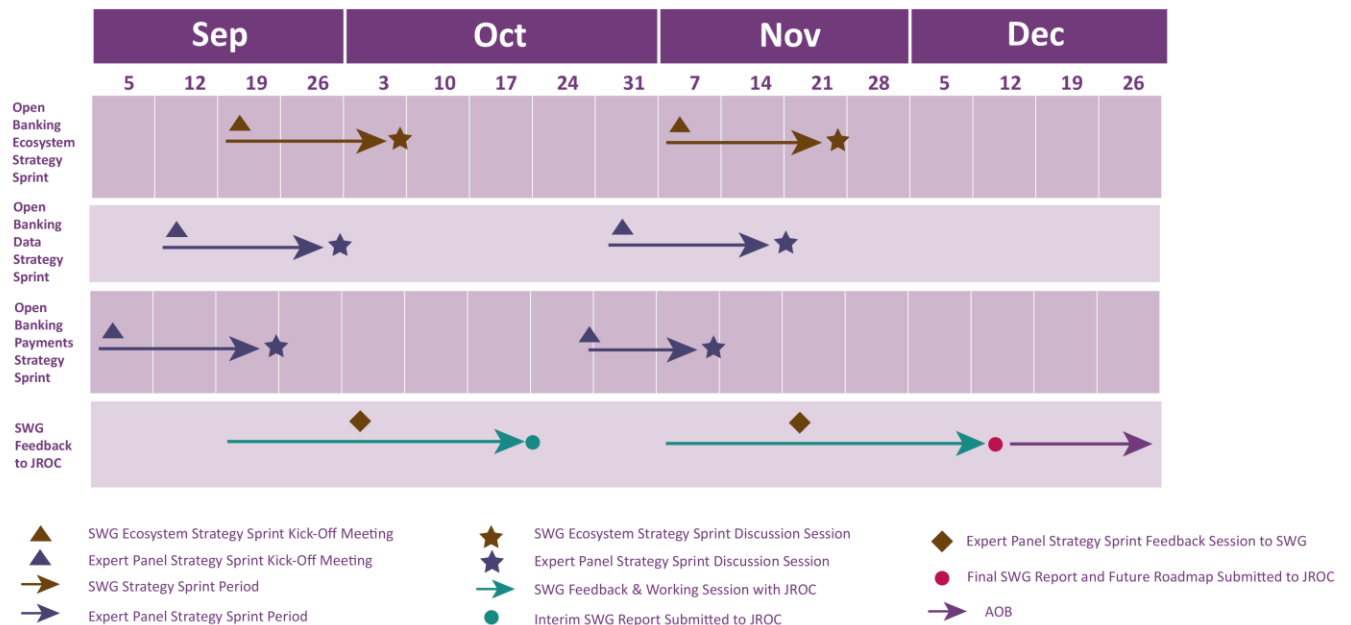 Sep Oct Nov Dec
5 12 19 26 3 10 17 24 31 7 14 21 28 5 12 19 26
Open
Banking
Ecosystem
Strategy
Sprint
Open
Banking
Data
Strategy
Sprint
Open
Banking
Payments
Strategy
Sprint
SWG
Feedback
to JROC
SWG Ecosystem Strategy Sprint Kick-Off Meeting
Expert Panel Strategy Sprint Kick-Off Meeting
SWG Strategy Sprint Period
Expert Panel Strategy Sprint Period
SWG Ecosystem Strategy Sprint Discussion Session
Expert Panel Strategy Sprint Discussion Session
SWG Feedback & Working Session with JROC
Interim SWG Report Submitted to JROC
Expert Panel Strategy Sprint Feedback Session to SWG
Final SWG Report and Future Roadmap Submitted to JROC
AOB